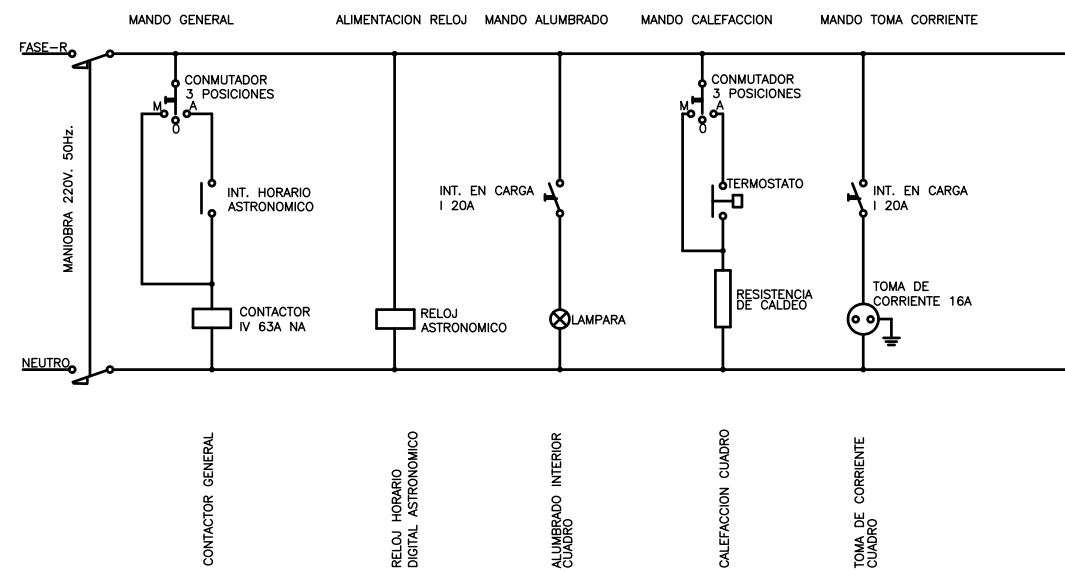 MANDO GENERAL
ALIMENTACION RELOJ
MANDO ALUMBRADO
MANDO CALEFACCION
MANDO TOMA CORRIENTE
FASE-R
CONMUTADOR
3 POSICIONES
M
A
O
CONMUTADOR
3 POSICIONES
M
A
O
MANIOBRA 220V. 50Hz.
INT. HORARIO
ASTRONOMICO
INT. EN CARGA
I 20A
TERMOSTATO
INT. EN CARGA
I 20A
CONTACTOR
IV 63A NA
RELOJ
ASTRONOMICO
LAMPARA
RESISTENCIA
DE CALDEO
TOMA DE
CORRIENTE 16A
NEUTRO
CONTACTOR GENERAL
RELOJ HORARIO
DIGITAL ASTRONOMICO
ALUMBRADO INTERIOR
CUADRO
CALEFACCION CUADRO
TOMA DE CORRIENTE
CUADRO